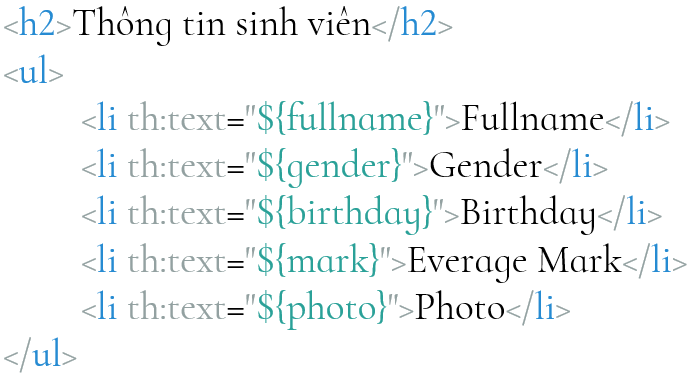 <h2>Thông tin sinh viên</h2>
<ul>
<li th:text="${fullname}">Fullname</li>
<li th:text="${gender}">Gender</li>
<li th:text="${birthday}">Birthday</li>
<li th:text="${mark}">Everage Mark</li>
<li th:text="${photo}">Photo</li>
</ul>